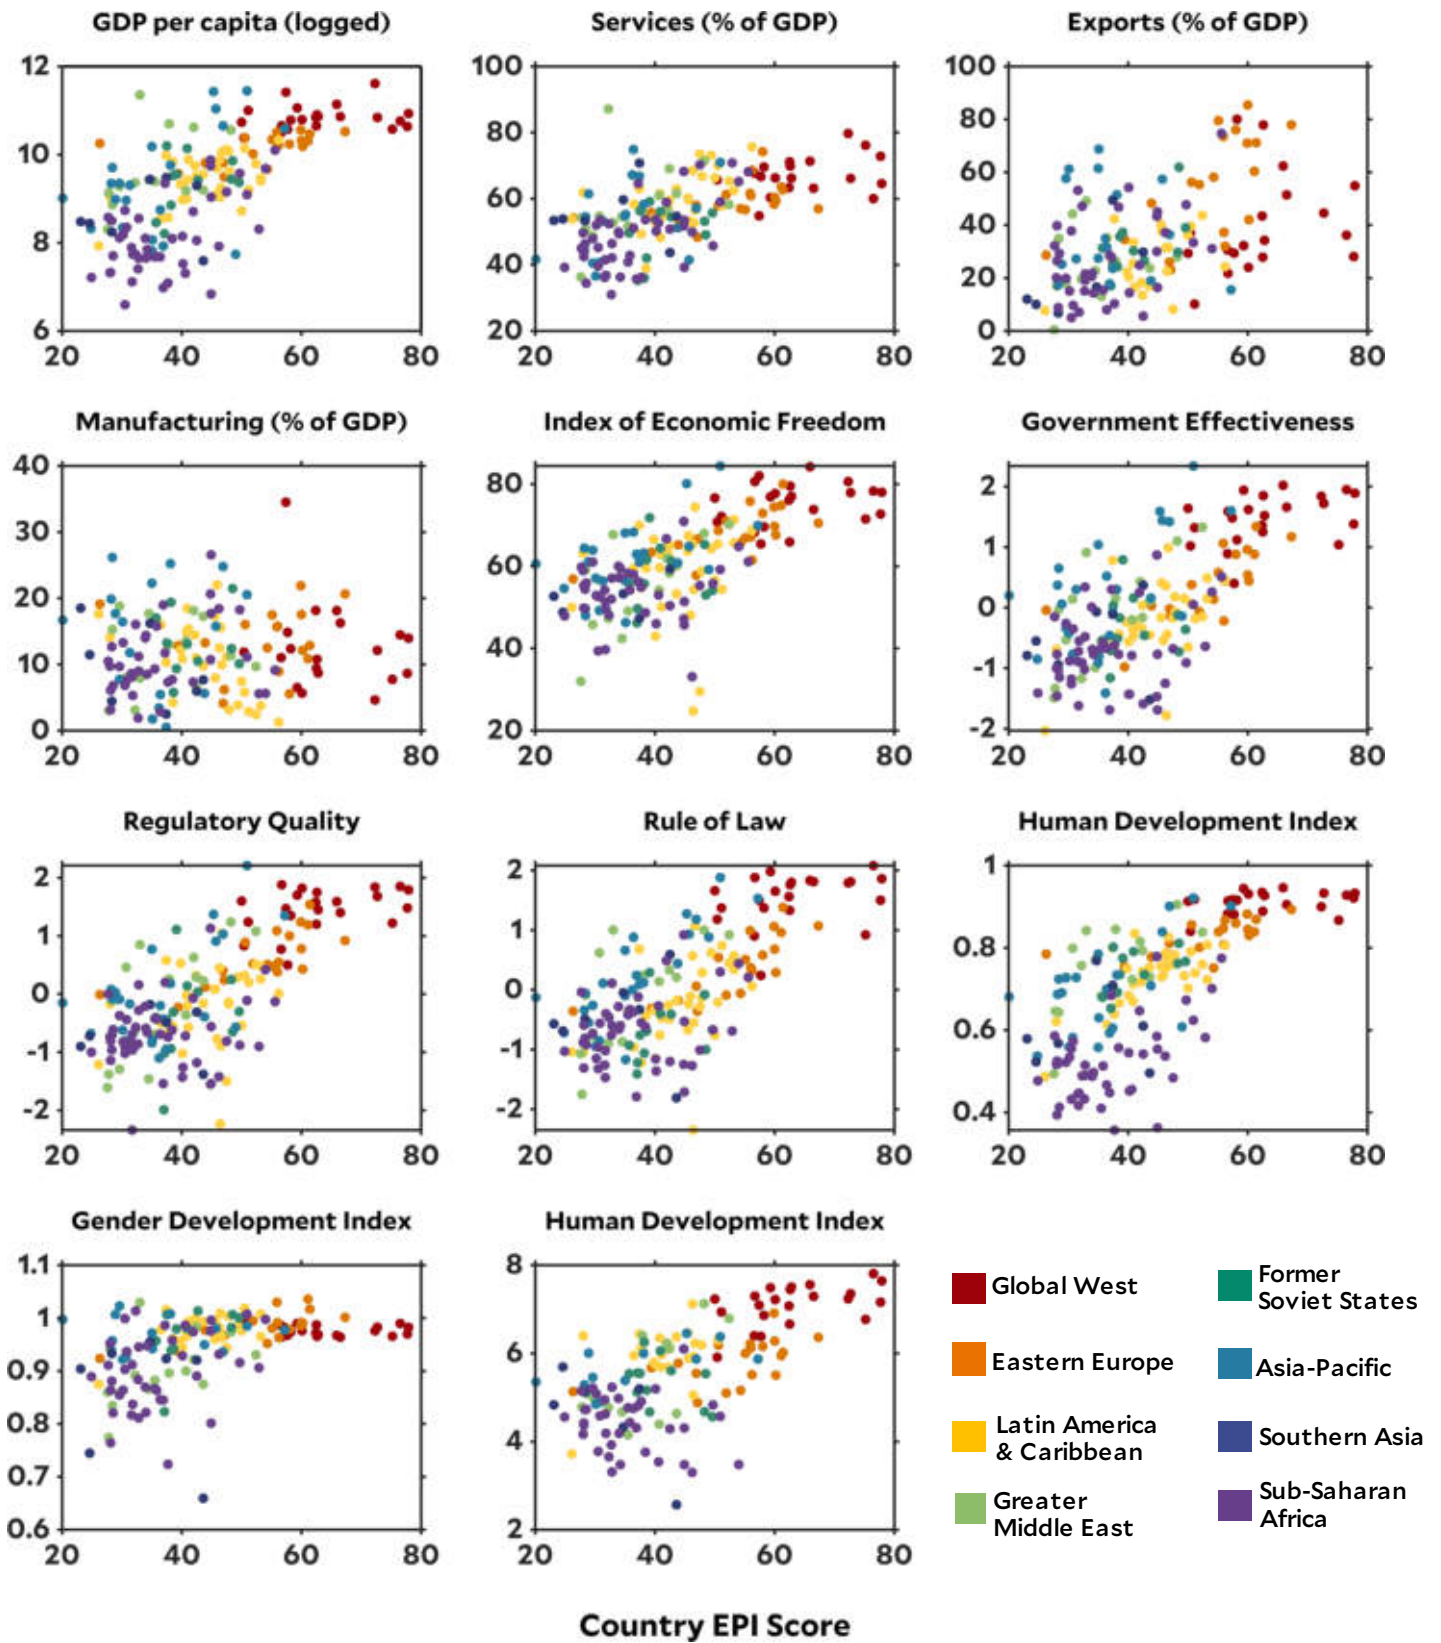 GDP per capita (logged)
Services (% of GDP)
Exports (% of GDP)
12
10
8
6
20 40 60 80
100
80
60
40
20
20 40 60 80
100
80
60
40
20
0
20 40 60 80
Manufacturing (% of GDP)
Index of Economic Freedom
Government Effectiveness
40
30
20
10
0
20 40 60 80
80
60
40
20
20 40 60 80
2
1
0
-1
-2
20 40 60 80
Regulatory Quality
Rule of Law
Human Development Index
2
1
0
-1
-2
20 40 60 80
2
1
0
-1
-2
20 40 60 80
1
0.8
0.6
0.4
20 40 60 80
Gender Development Index
Human Development Index
1.1
1
0.9
0.8
0.7
0.6
20 40 60 80
8
6
4
2
20 40 60 80
Global West
Eastern Europe
Latin America
& Caribbean
Greater
Middle East
Former
Soviet States
Asia-Pacific
Southern Asia
Sub-Saharan
Africa
Country EPI Score